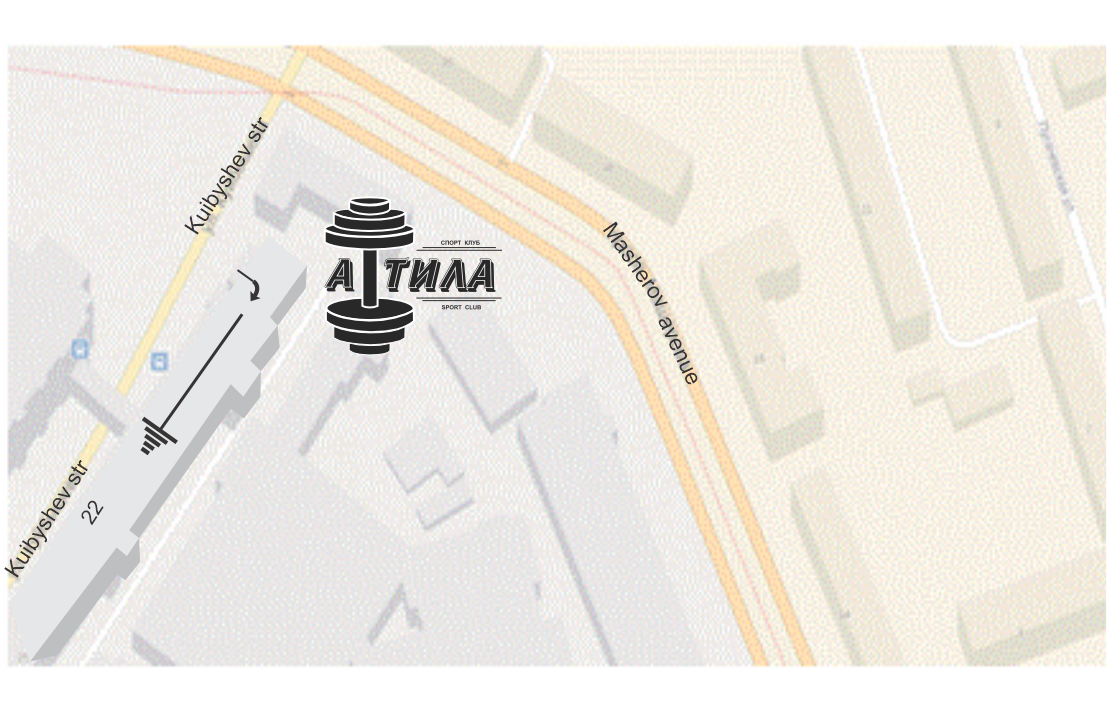 Kuibyshev str
СПОРТ КЛУБ
АТИЛА
SPORT CLUB
Masherov avenue
Kuibyshev str
22